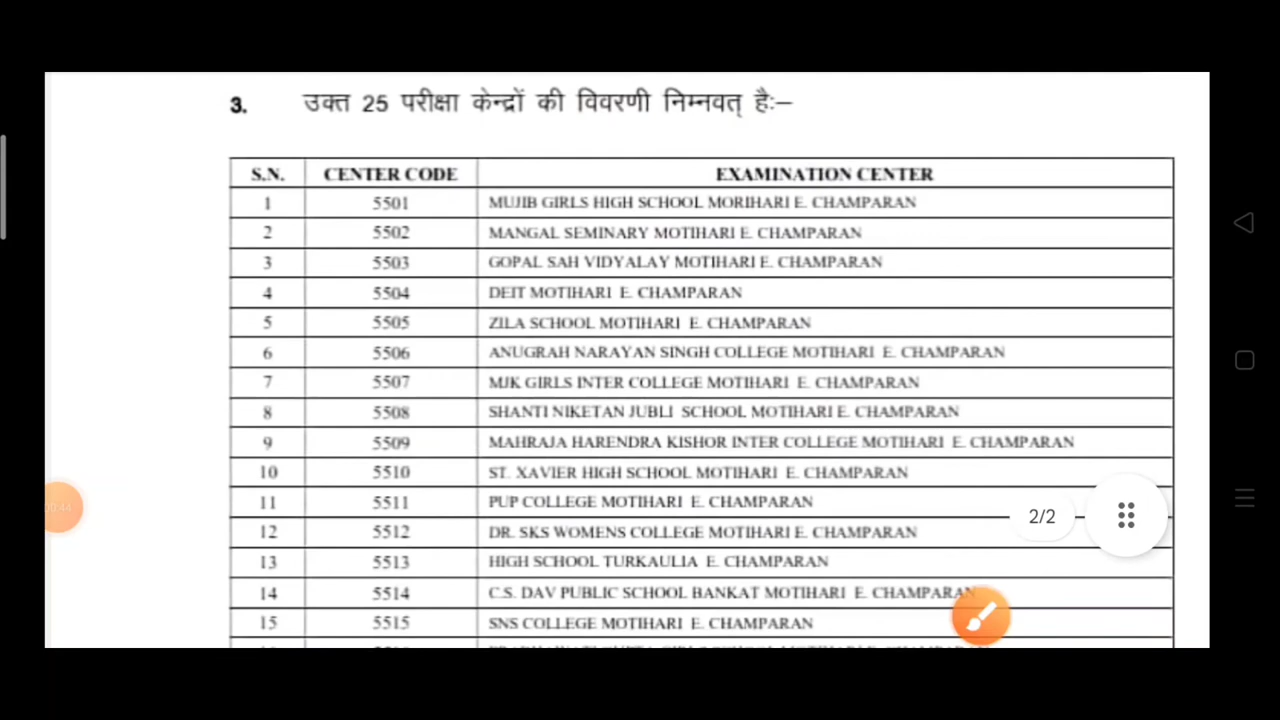 3. उक्त 25 परीक्षा केन्द्रों की विवरणी निम्नवत् है:–
S.N. CENTER CODE EXAMINATION CENTER
1 5501 MUJIB GIRLS HIGH SCHOOL MORIHARI E. CHAMPARAN
2 5502 MANGAL SEMINARY MOTIHARI E. CHAMPARAN
3 5503 GOPAL SAH VIDYALAY MOTIHARI E. CHAMPARAN
4 5504 DEIT MOTIHARI E. CHAMPARAN
5 5505 ZILA SCHOOL MOTIHARI E. CHAMPARAN
6 5506 ANUGRAH NARAYAN SINGH COLLEGE MOTIHARI E. CHAMPARAN
7 5507 MJK GIRLS INTER COLLEGE MOTIHARI E. CHAMPARAN
8 5508 SHANTI NIKETAN JUBLI SCHOOL MOTIHARI E. CHAMPARAN
9 5509 MAHRAJA HARENDRA KISHOR INTER COLLEGE MOTIHARI E. CHAMPARAN
10 5510 ST. XAVIER HIGH SCHOOL MOTIHARI E. CHAMPARAN
11 5511 PUP COLLEGE MOTIHARI E. CHAMPARAN
2/2
12 5512 DR. SKS WOMENS COLLEGE MOTIHARI E. CHAMPARAN
00:44
13 5513 HIGH SCHOOL TURKAULIA E. CHAMPARAN
14 5514 C.S. DAV PUBLIC SCHOOL BANKAT MOTIHARI E. CHAMPARAN
15 5515 SNS COLLEGE MOTIHARI E. CHAMPARAN